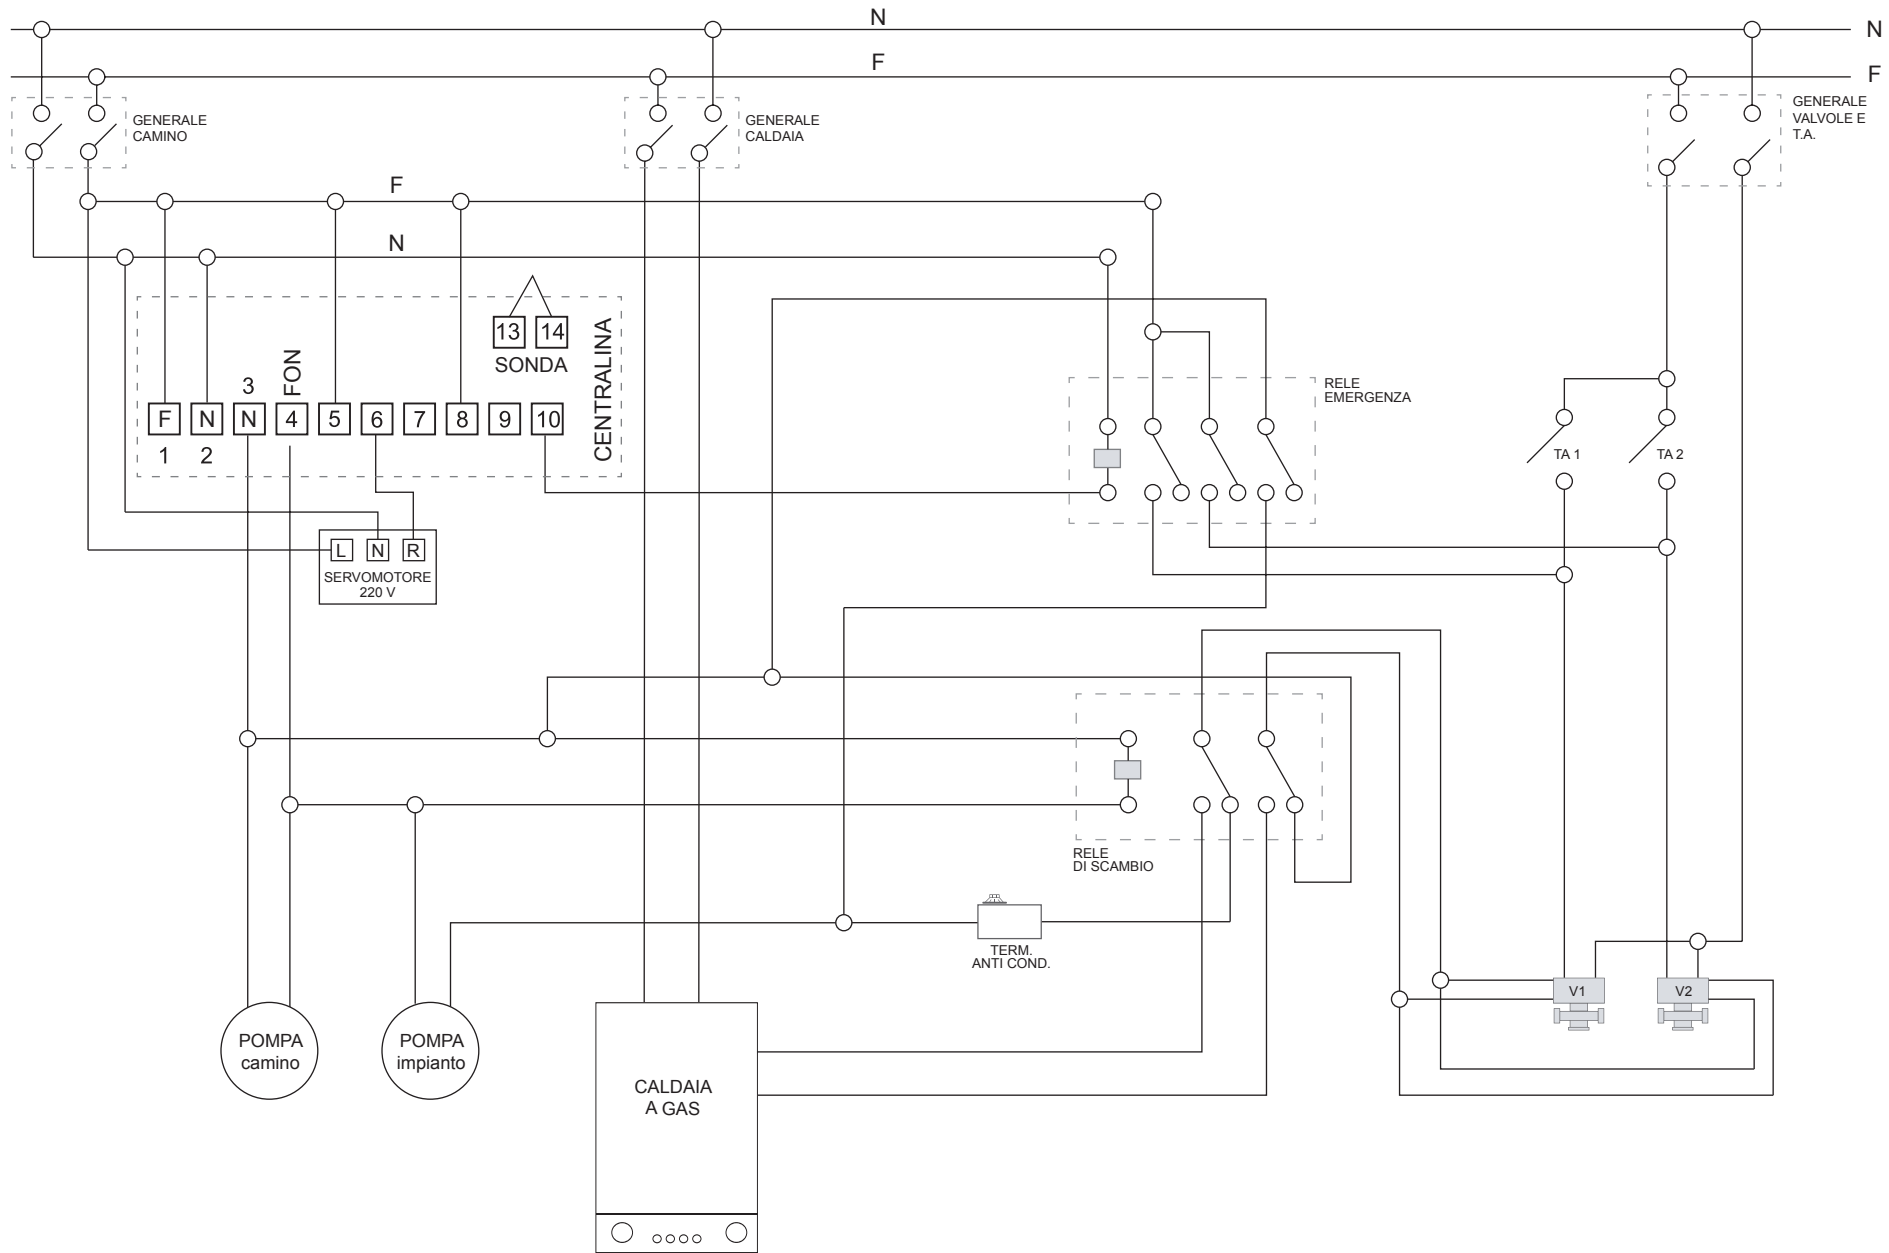 N
N
F
F
GENERALE
CAMINO
GENERALE
CALDAIA
GENERALE
VALVOLE E
T.A.
F
N
13
14
SONDA
CENTRALINA
3
FON
F
N
N
4
5
6
7
8
9
10
1
2
RELE
EMERGENZA
TA 1
TA 2
L
N
R
SERVOMOTORE
220 V
RELE
DI SCAMBIO
TERM.
ANTI COND.
V1
V2
POMPA
camino
POMPA
impianto
CALDAIA
A GAS